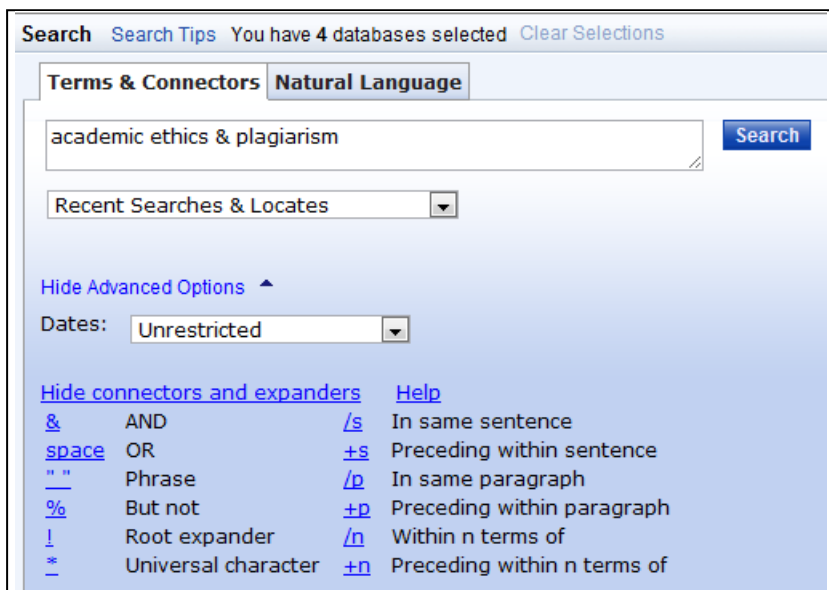 Search Search Tips You have 4 databases selected Clear Selections
Terms & Connectors Natural Language
academic ethics & plagiarism Search
Recent Searches & Locates
Hide Advanced Options
Dates: Unrestricted
Hide connectors and expanders Help
& AND /s In same sentence
space OR +s Preceding within sentence
" " Phrase /p In same paragraph
% But not +p Preceding within paragraph
! Root expander /n Within n terms of
* Universal character +n Preceding within n terms of